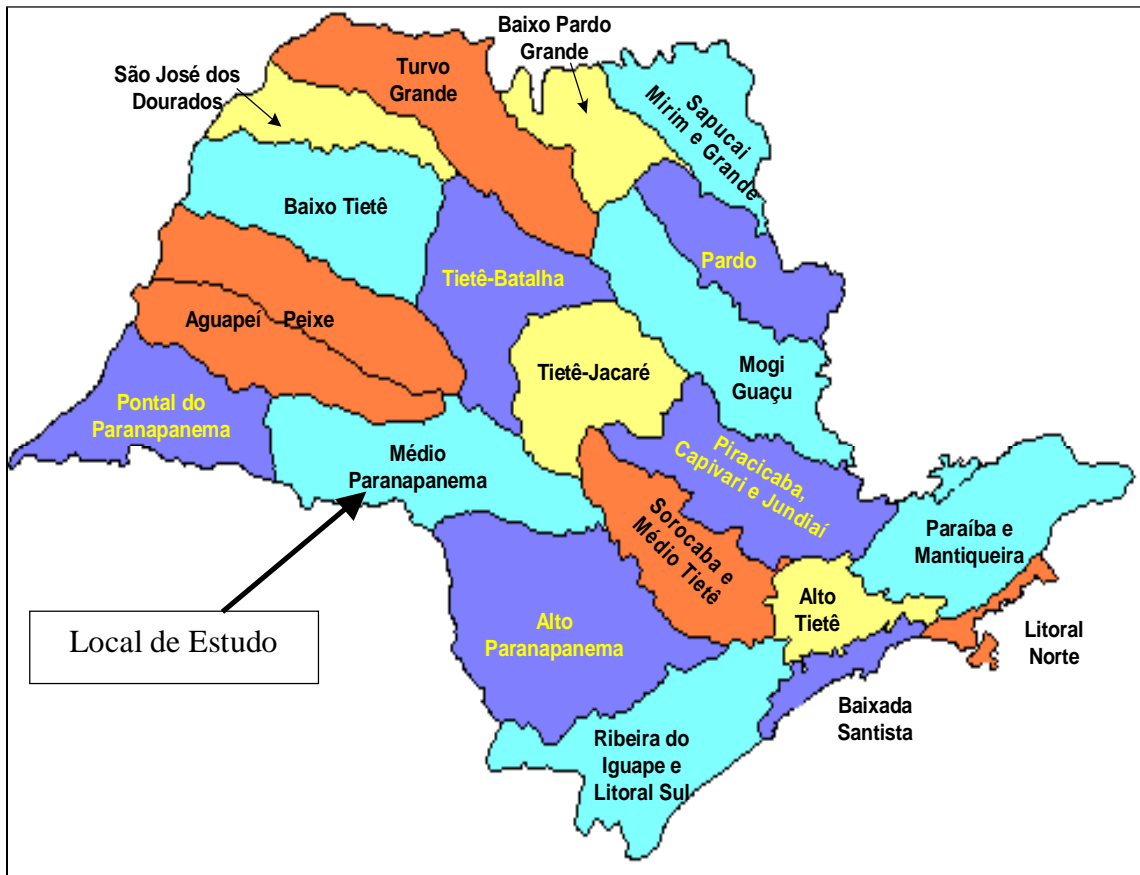 Baixo Pardo
Grande
São José dos
Dourados
Turvo
Grande
Sapucai
Mirim e Grande
Baixo Tietê
Tietê-Batalha
Pardo
Aguapeí Peixe
Tietê-Jacaré
Mogi
Guaçu
Pontal do
Paranapanema
Médio
Paranapanema
Piracicaba,
Capivari e Jundiaí
Sorocaba e
Médio Tietê
Paraíba e
Mantiqueira
Alto
Tietê
Local de Estudo
Alto
Paranapanema
Litoral
Norte
Baixada
Santista
Ribeira do
Iguape e
Litoral Sul